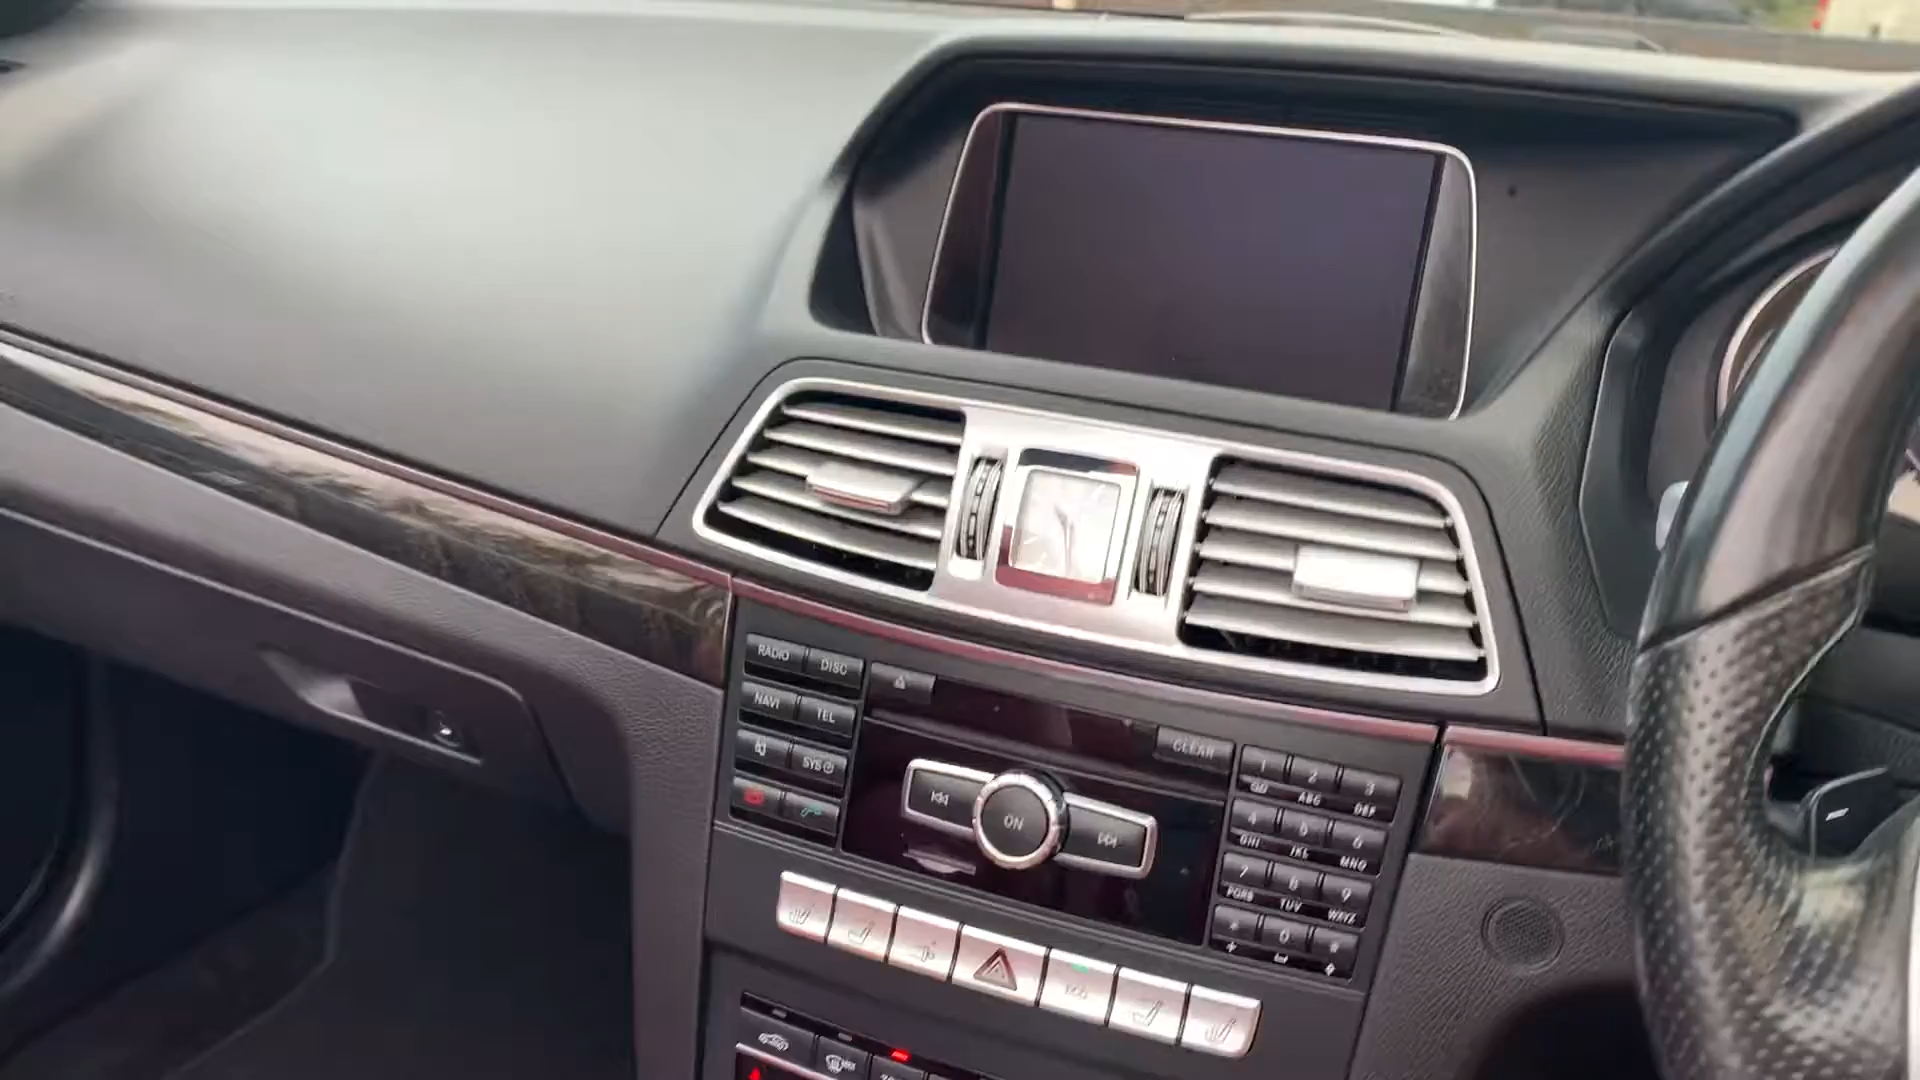 RADIO DISC
NAVI TEL
SYS
CLEAR
ON
1 2 3
ABC DEF
4 5 6
GHI JKL MNO
7 8 9
PQRS TUV WXYZ
* 0 #
+
ECO